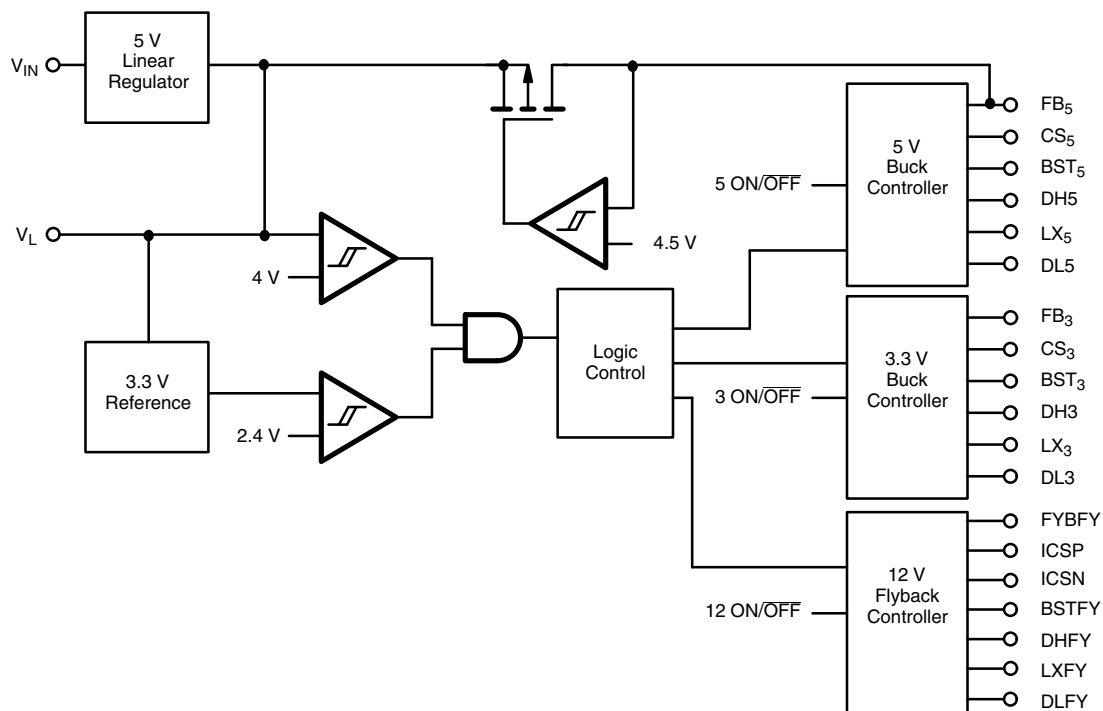 5 V
Linear
Regulator
VIN
VL
4 V
3.3 V
Reference
2.4 V
4.5 V
Logic
Control
5 ON/OFF
5 V
Buck
Controller
FB5
CS5
BST5
DH5
LX5
DL5
3 ON/OFF
3.3 V
Buck
Controller
FB3
CS3
BST3
DH3
LX3
DL3
12 ON/OFF
12 V
Flyback
Controller
FYBFY
ICSP
ICSN
BSTFY
DHFY
LXFY
DLFY